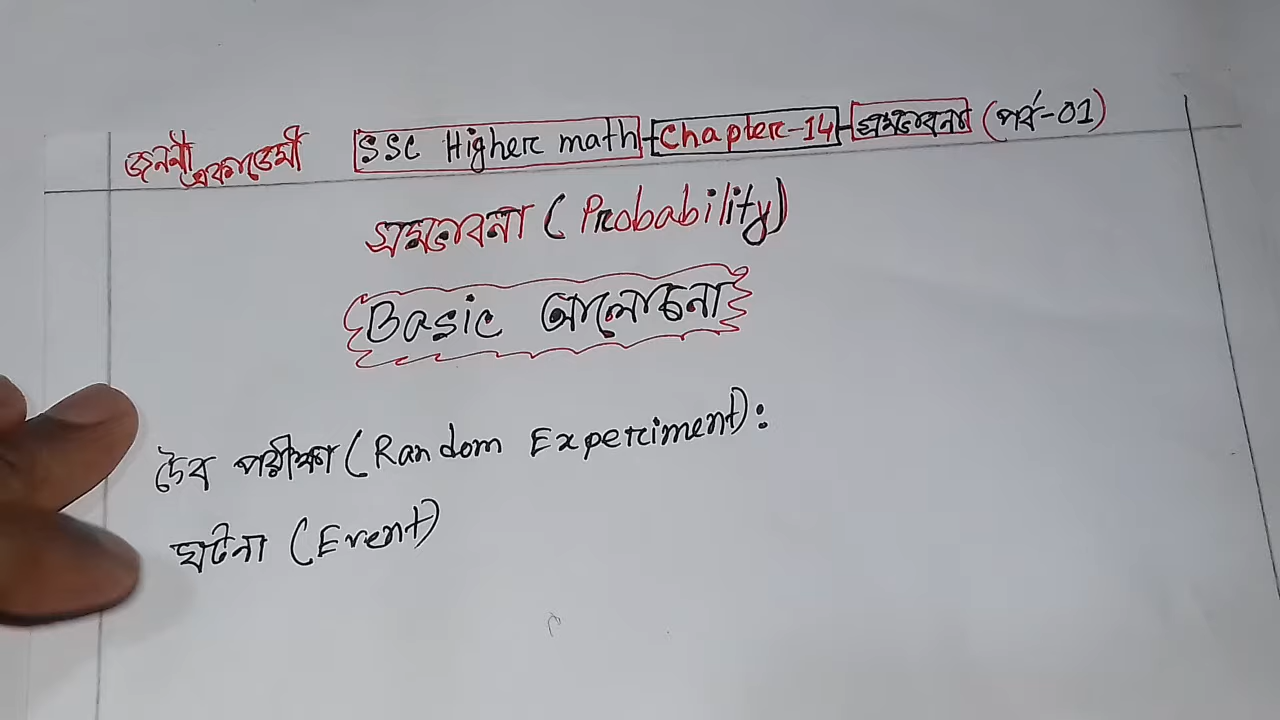 জননী একাডেমী SSC Higher math-Chapter-14-সম্ভাবনা (পর্ব-01)
সম্ভাবনা (Probability)
Basic আলোচনা
দৈব পরীক্ষা (Random Experiment):
ঘটনা (Event)